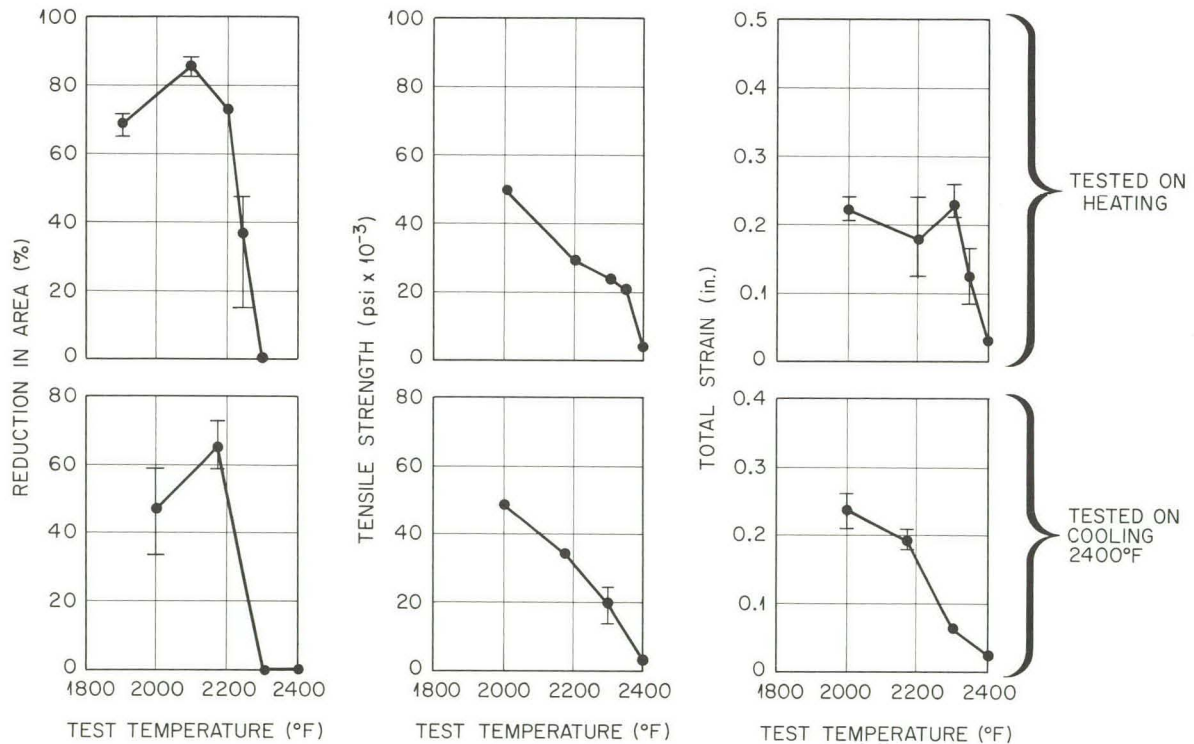 REDUCTION IN AREA (%)
100
80
60
40
20
0
80
60
40
20
0
1800 2000 2200 2400
TEST TEMPERATURE (°F)
TENSILE STRENGTH (psi x 10⁻³)
100
80
60
40
20
0
80
60
40
20
0
1800 2000 2200 2400
TEST TEMPERATURE (°F)
TOTAL STRAIN (in.)
0.5
0.4
0.3
0.2
0.1
0
0.4
0.3
0.2
0.1
0
1800 2000 2200 2400
TEST TEMPERATURE (°F)
TESTED ON
HEATING
TESTED ON
COOLING
2400°F